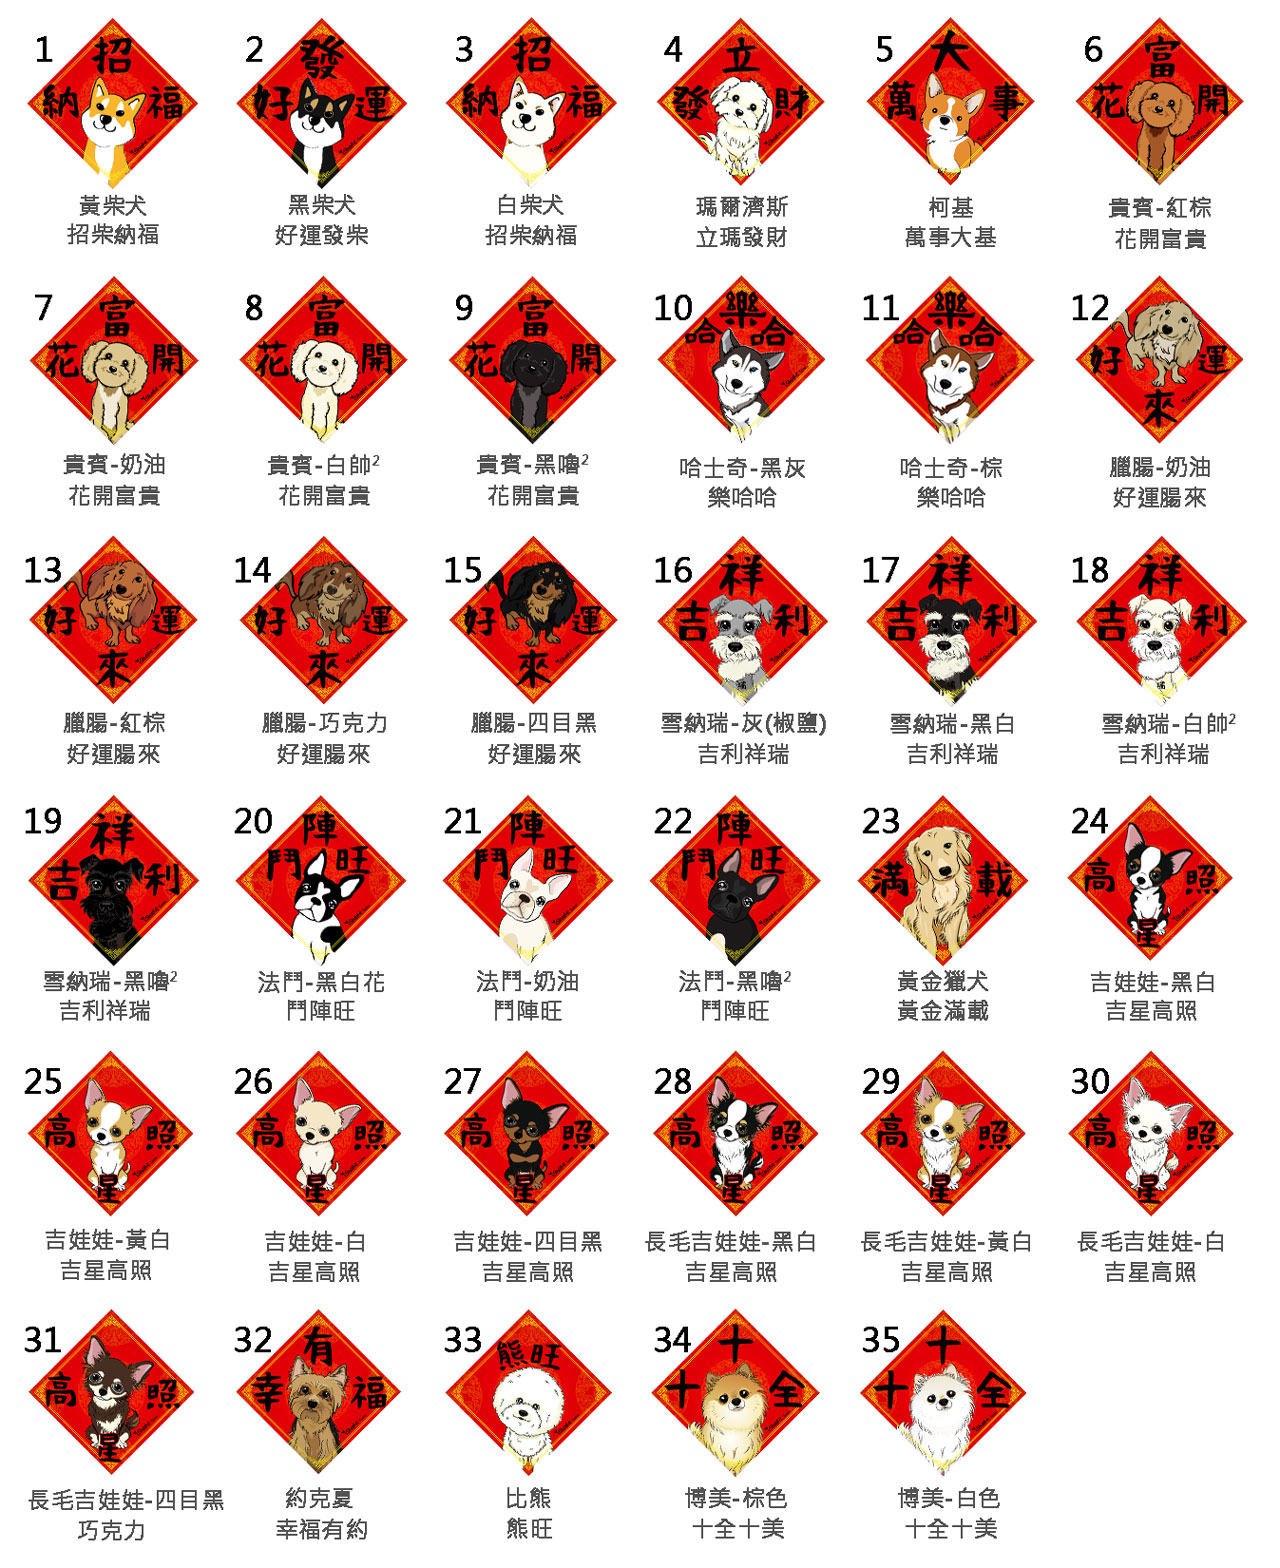 1
招
納 福
黃柴犬
招柴納福
2
發
好 運
黑柴犬
好運發柴
3
招
納 福
白柴犬
招柴納福
4
立
發 財
瑪爾濟斯
立瑪發財
5
大
萬 事
柯基
萬事大基
6
富
花 開
貴賓-紅棕
花開富貴
7
富
花 開
貴賓-奶油
花開富貴
8
富
花 開
貴賓-白帥²
花開富貴
9
富
花 開
貴賓-黑嚕²
花開富貴
10
樂
哈 哈
哈士奇-黑灰
樂哈哈
11
樂
哈 哈
哈士奇-棕
樂哈哈
12
好 運
來
臘腸-奶油
好運腸來
13
好 運
來
臘腸-紅棕
好運腸來
14
好 運
來
臘腸-巧克力
好運腸來
15
好 運
來
臘腸-四目黑
好運腸來
16
祥
吉 利
雪納瑞-灰(椒鹽)
吉利祥瑞
17
祥
吉 利
雪納瑞-黑白
吉利祥瑞
18
祥
吉 利
瑞
雪納瑞-白帥²
吉利祥瑞
19
祥
吉 利
雪納瑞-黑嚕²
吉利祥瑞
20
陣
鬥 旺
法鬥-黑白花
鬥陣旺
21
陣
鬥 旺
法鬥-奶油
鬥陣旺
22
陣
鬥 旺
法鬥-黑嚕²
鬥陣旺
23
滿 載
黃金獵犬
黃金滿載
24
高 照
星
吉娃娃-黑白
吉星高照
25
高 照
星
吉娃娃-黃白
吉星高照
26
高 照
星
吉娃娃-白
吉星高照
27
高 照
星
吉娃娃-四目黑
吉星高照
28
高 照
星
長毛吉娃娃-黑白
吉星高照
29
高 照
星
長毛吉娃娃-黃白
吉星高照
30
高 照
星
長毛吉娃娃-白
吉星高照
31
高 照
星
長毛吉娃娃-四目黑
巧克力
32
有
幸 福
約克夏
幸福有約
33
熊旺
比熊
熊旺
34
十
十 全
博美-棕色
十全十美
35
十
十 全
博美-白色
十全十美